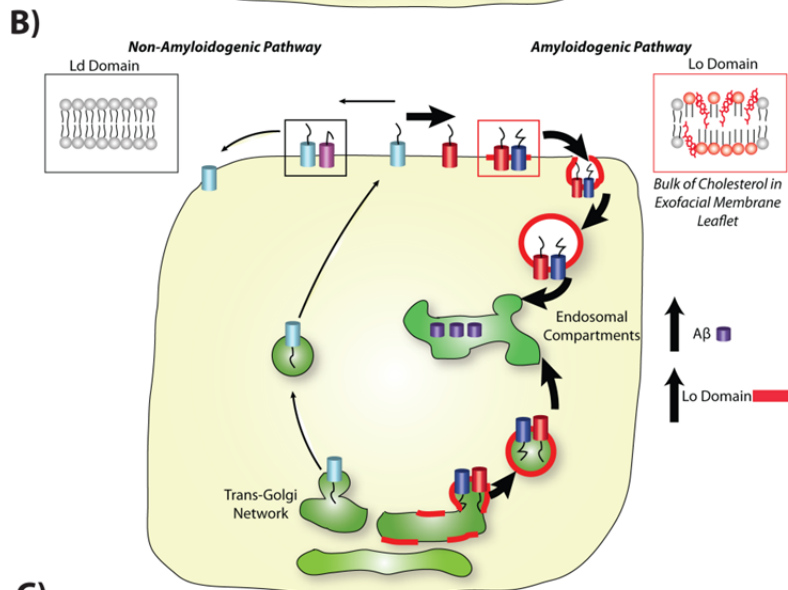 B)
Non-Amyloidogenic Pathway
Amyloidogenic Pathway
Ld Domain
Lo Domain
Bulk of Cholesterol in
Exofacial Membrane
Leaflet
Endosomal
Compartments
Aβ
Lo Domain
Trans-Golgi
Network
C)